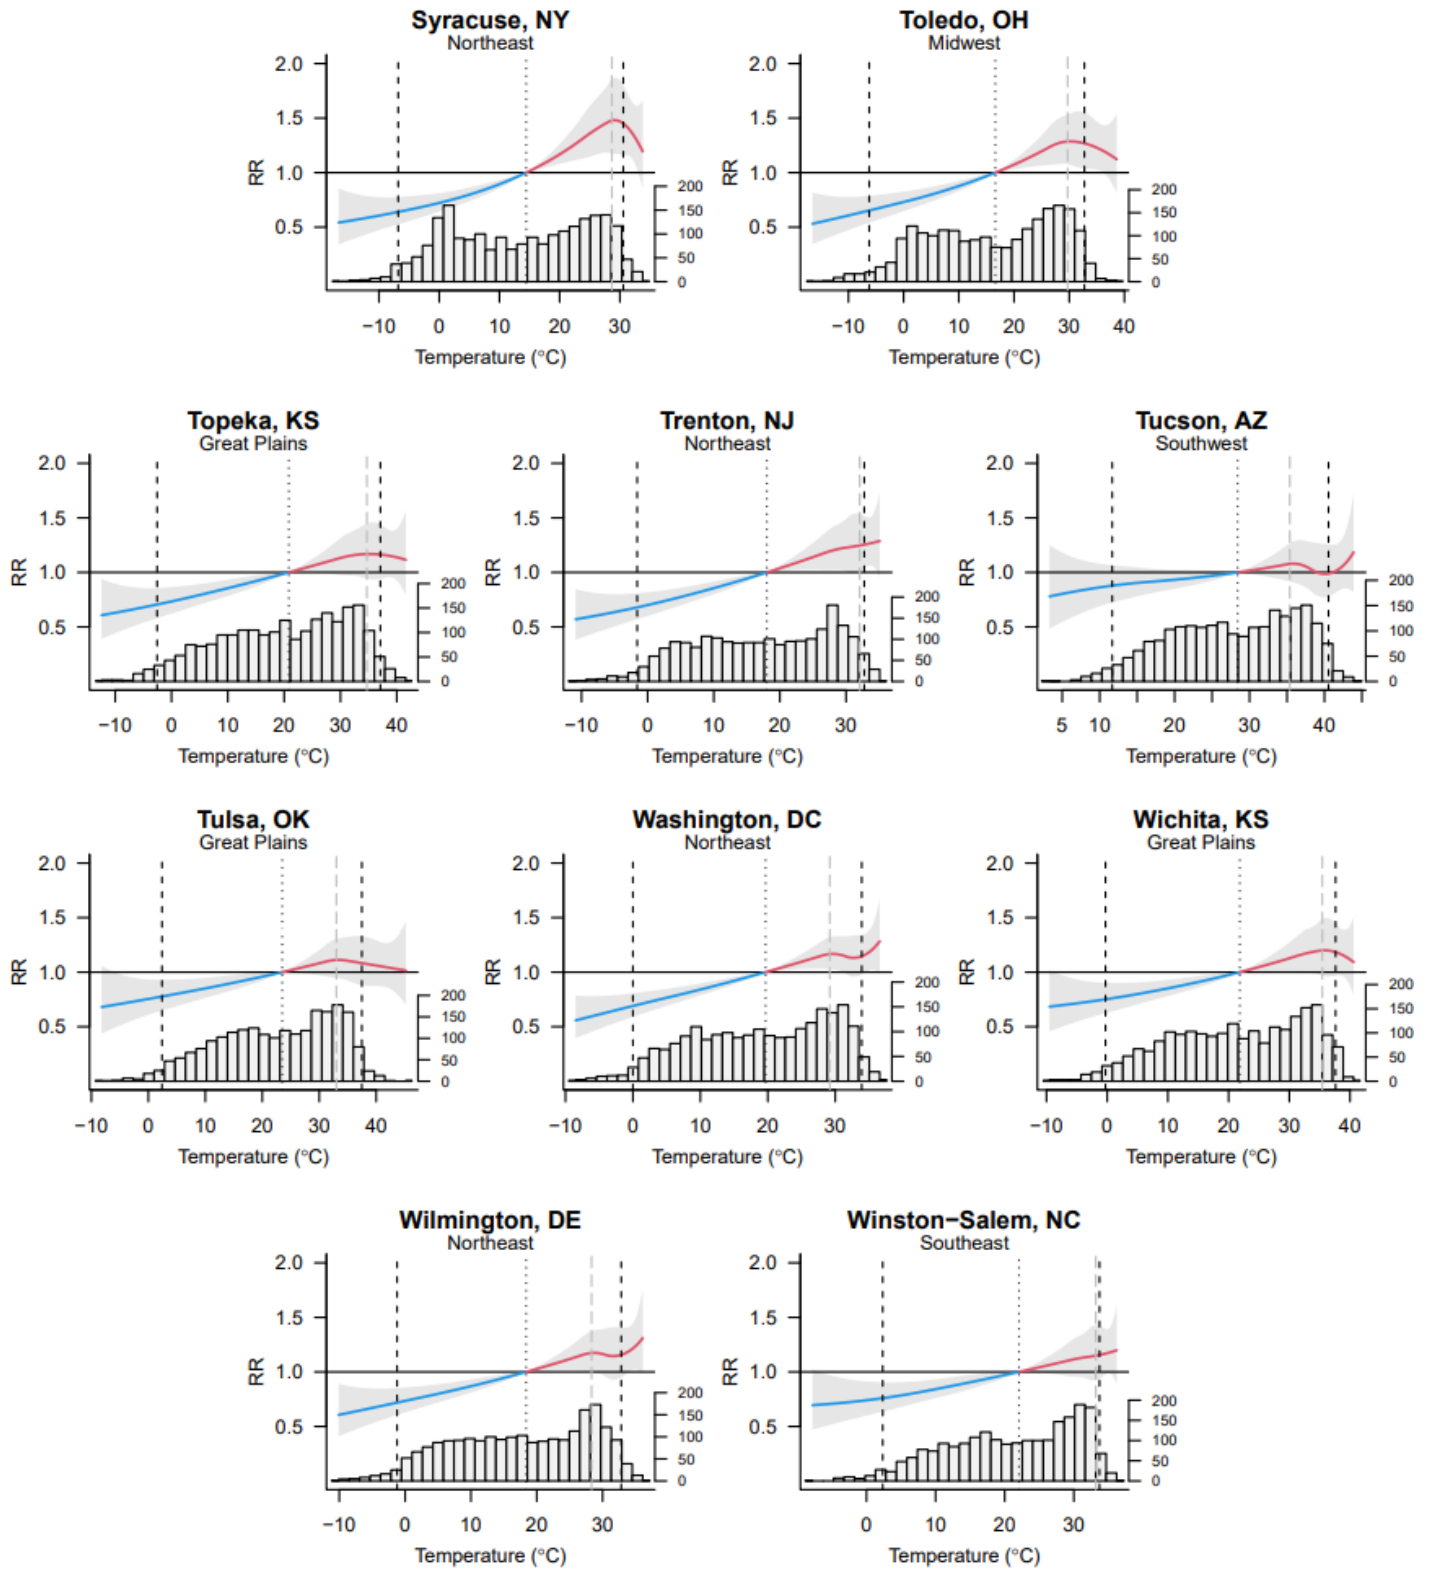 Syracuse, NY
Northeast
2.0
1.5
1.0
0.5
RR
200
150
100
50
0
−10 0 10 20 30
Temperature (°C)
Toledo, OH
Midwest
2.0
1.5
1.0
0.5
RR
200
150
100
50
0
−10 0 10 20 30 40
Temperature (°C)
Topeka, KS
Great Plains
2.0
1.5
1.0
0.5
RR
200
150
100
50
0
−10 0 10 20 30 40
Temperature (°C)
Trenton, NJ
Northeast
2.0
1.5
1.0
0.5
RR
200
150
100
50
0
−10 0 10 20 30
Temperature (°C)
Tucson, AZ
Southwest
2.0
1.5
1.0
0.5
RR
200
150
100
50
0
5 10 20 30 40
Temperature (°C)
Tulsa, OK
Great Plains
2.0
1.5
1.0
0.5
RR
200
150
100
50
0
−10 0 10 20 30 40
Temperature (°C)
Washington, DC
Northeast
2.0
1.5
1.0
0.5
RR
200
150
100
50
0
−10 0 10 20 30
Temperature (°C)
Wichita, KS
Great Plains
2.0
1.5
1.0
0.5
RR
200
150
100
50
0
−10 0 10 20 30 40
Temperature (°C)
Wilmington, DE
Northeast
2.0
1.5
1.0
0.5
RR
200
150
100
50
0
−10 0 10 20 30
Temperature (°C)
Winston−Salem, NC
Southeast
2.0
1.5
1.0
0.5
RR
200
150
100
50
0
0 10 20 30
Temperature (°C)